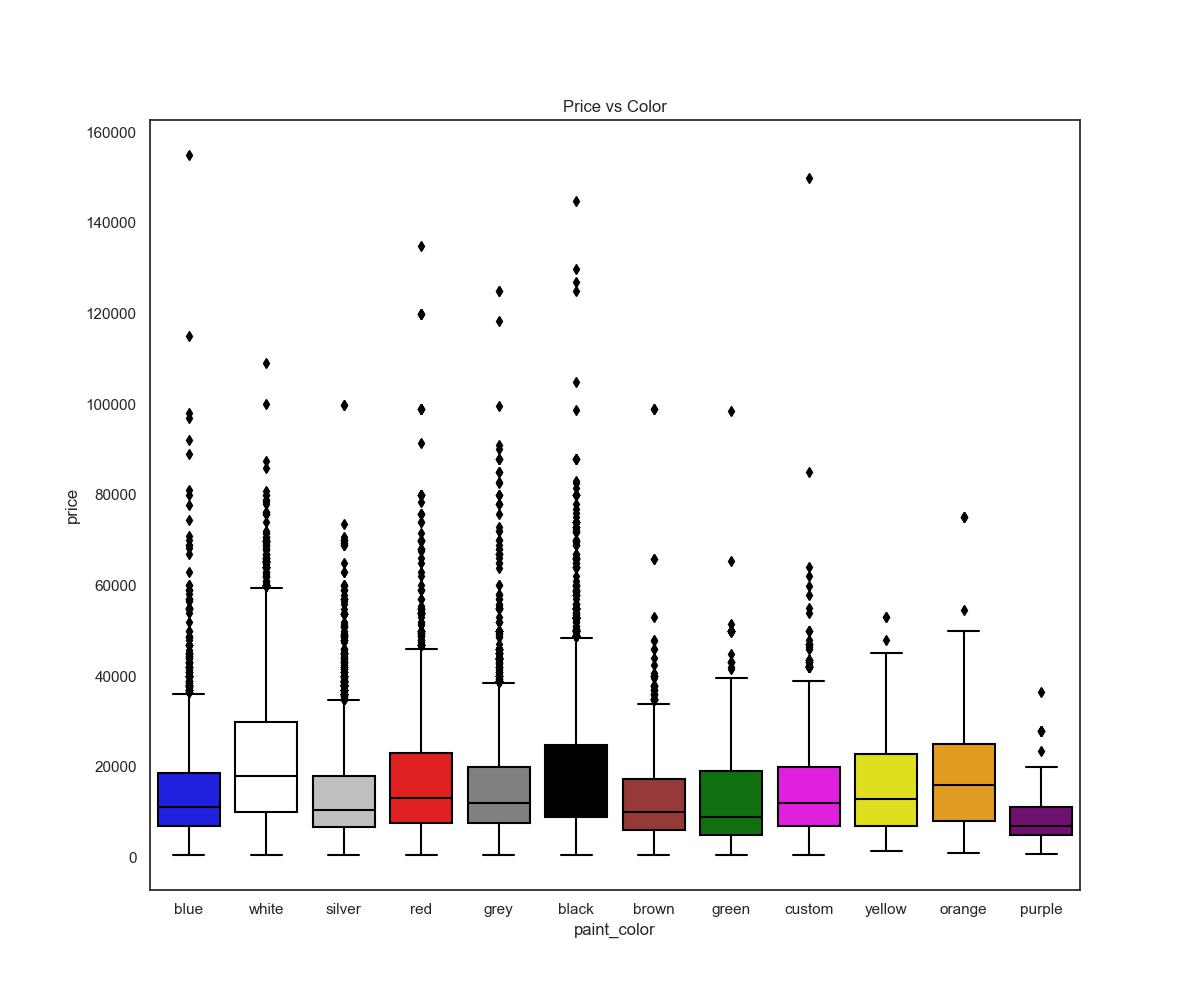 Price vs Color
160000
140000
120000
100000
80000
60000
40000
20000
0
price
blue white silver red grey black brown green custom yellow orange purple
paint_color